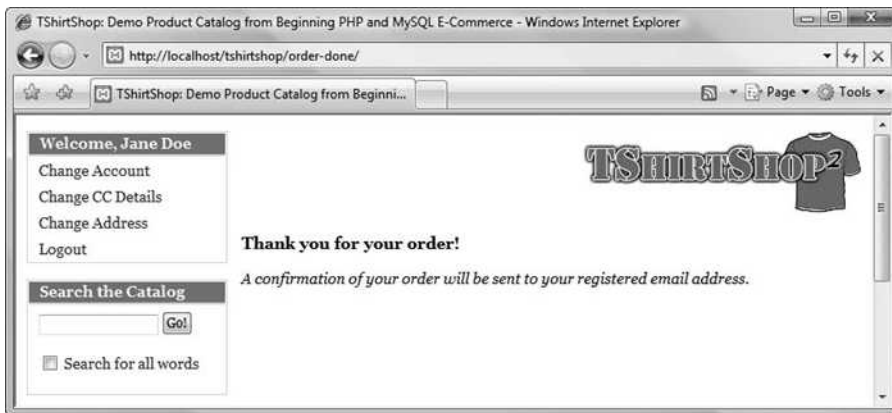 TShirtShop: Demo Product Catalog from Beginning PHP and MySQL E-Commerce - Windows Internet Explorer
http://localhost/tshirtshop/order-done/
TShirtShop: Demo Product Catalog from Beginni...
Page
Tools
Welcome, Jane Doe
Change Account
Change CC Details
Change Address
Logout
TShirtShop2
Thank you for your order!
A confirmation of your order will be sent to your registered email address.
Search the Catalog
Go!
Search for all words